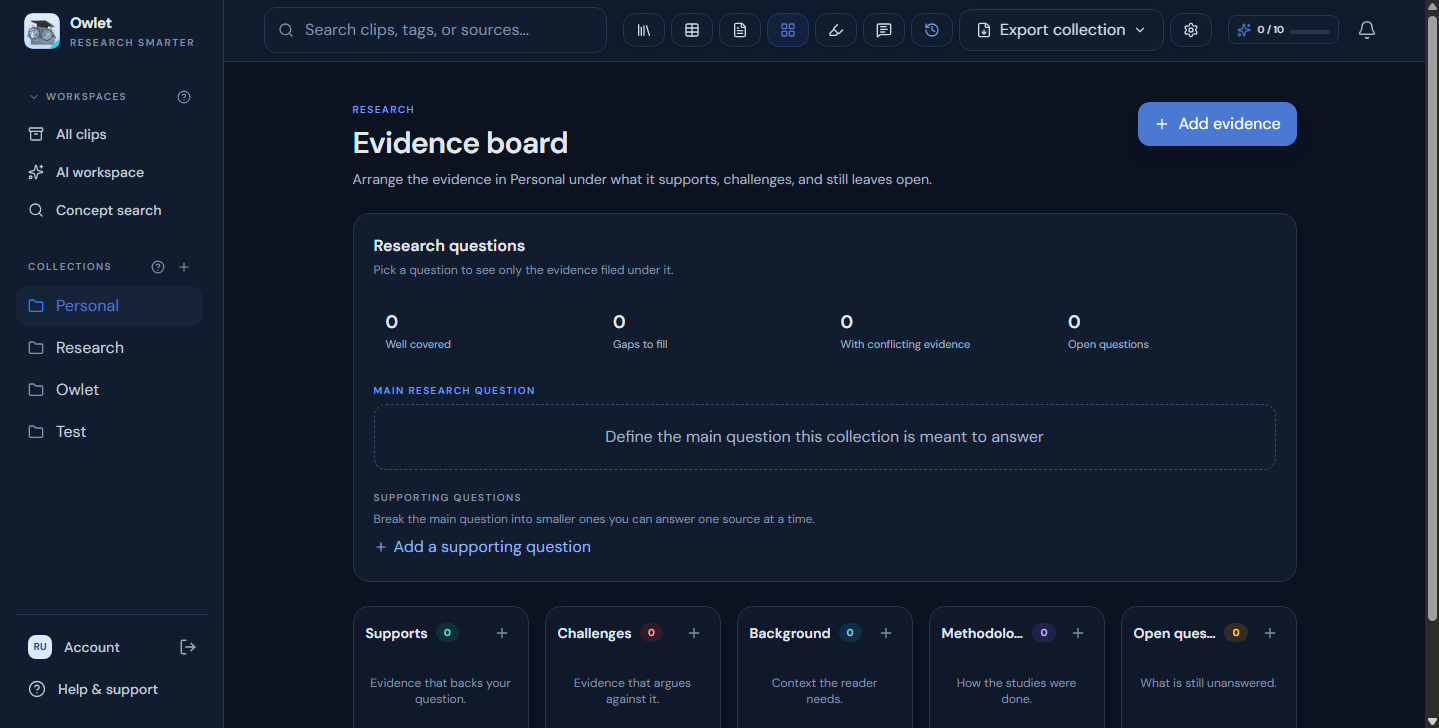 Owlet
RESEARCH SMARTER
Search clips, tags, or sources...
Export collection
0 / 10
WORKSPACES
All clips
AI workspace
Concept search
COLLECTIONS
Personal
Research
Owlet
Test
RU
Account
Help & support
RESEARCH
Evidence board
Add evidence
Arrange the evidence in Personal under what it supports, challenges, and still leaves open.
Research questions
Pick a question to see only the evidence filed under it.
0
Well covered
0
Gaps to fill
0
With conflicting evidence
0
Open questions
MAIN RESEARCH QUESTION
Define the main question this collection is meant to answer
SUPPORTING QUESTIONS
Break the main question into smaller ones you can answer one source at a time.
+ Add a supporting question
Supports 0 +
Evidence that backs your
question.
Challenges 0 +
Evidence that argues
against it.
Background 0 +
Context the reader
needs.
Methodolo... 0 +
How the studies were
done.
Open ques... 0 +
What is still unanswered.